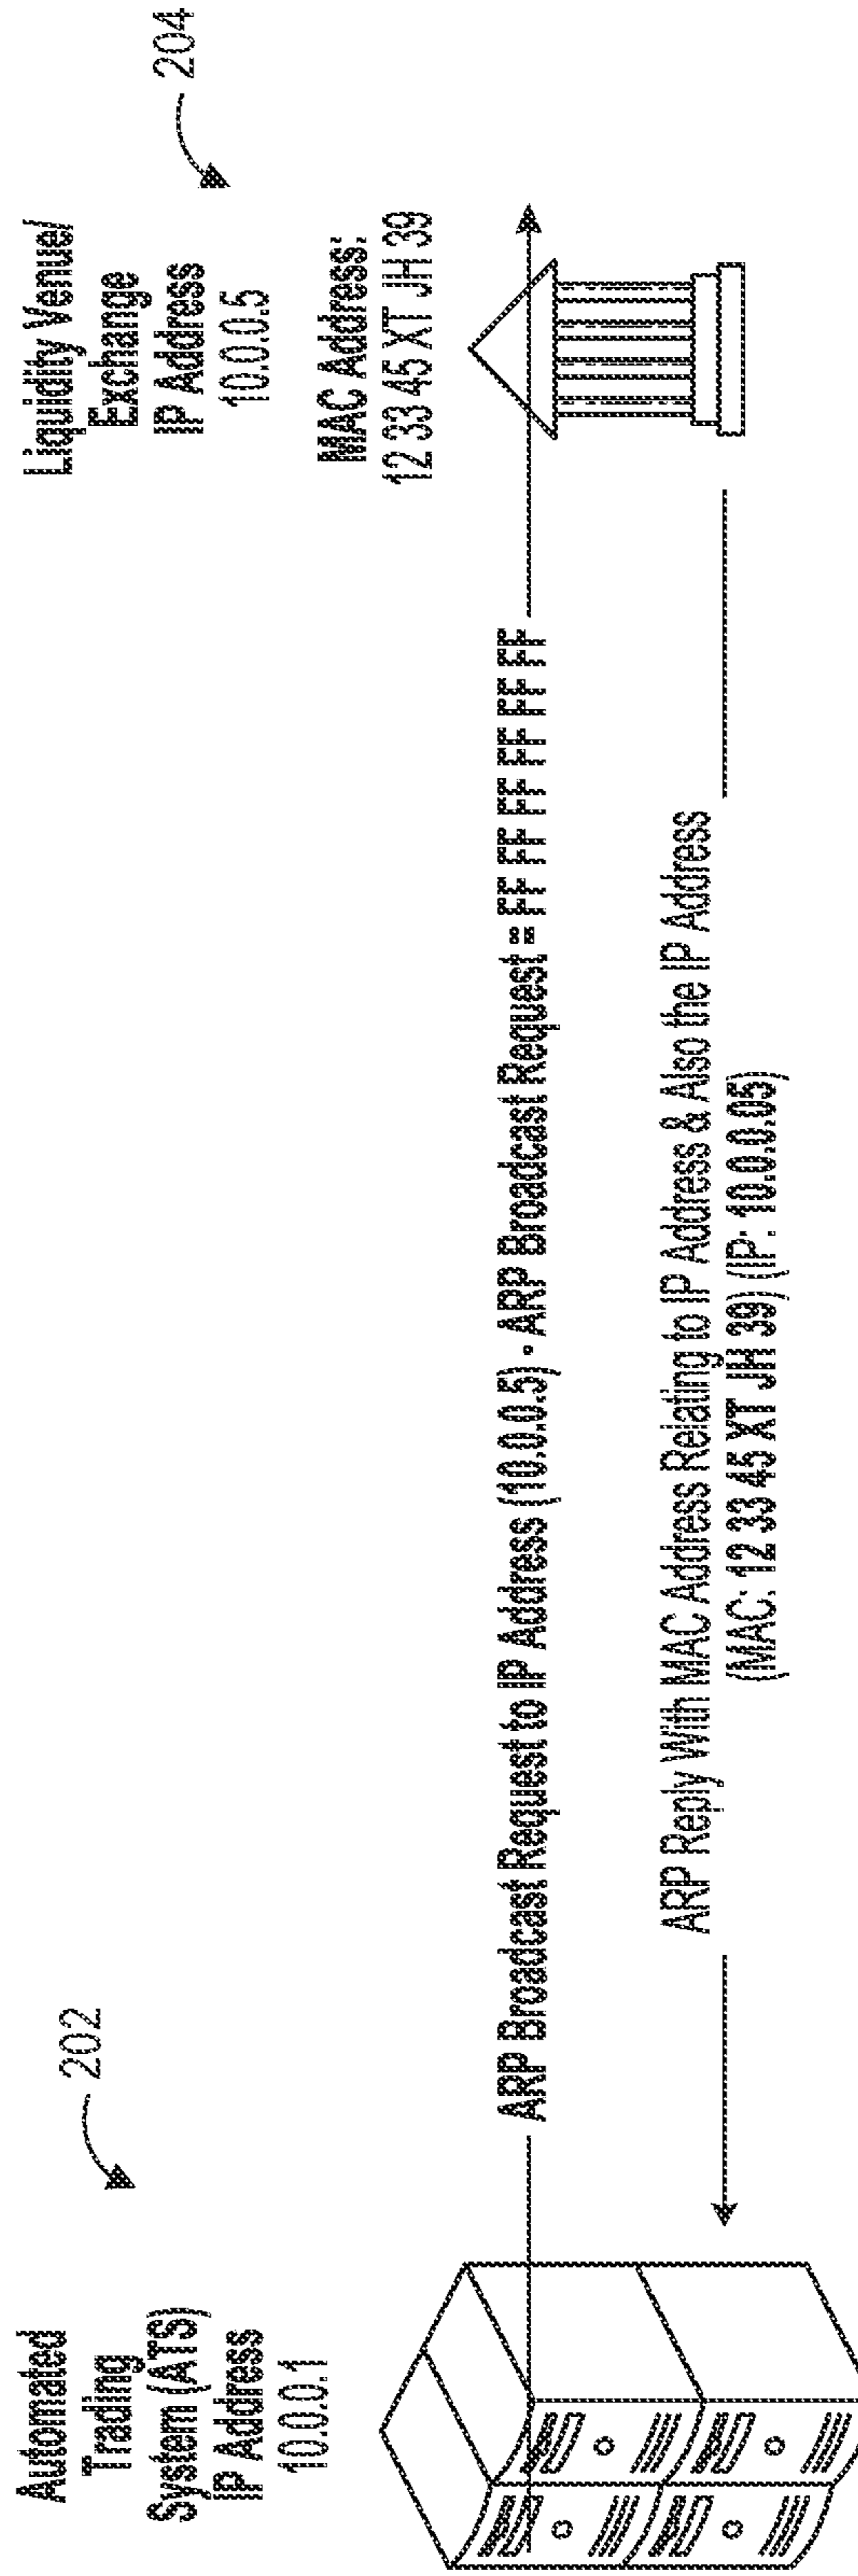 Automated
Trading
System (ATS)
IP Address
10.0.0.1
202
Liquidity Venue/
Exchange
IP Address
10.0.0.5
204
MAC Address:
12 33 45 XT JH 39
ARP Broadcast Request to IP Address (10.0.0.5) - ARP Broadcast Request = FF FF FF FF FF FF
ARP Reply With MAC Address Relating to IP Address & Also the IP Address
(MAC: 12 33 45 XT JH 39) (IP: 10.0.0.05)